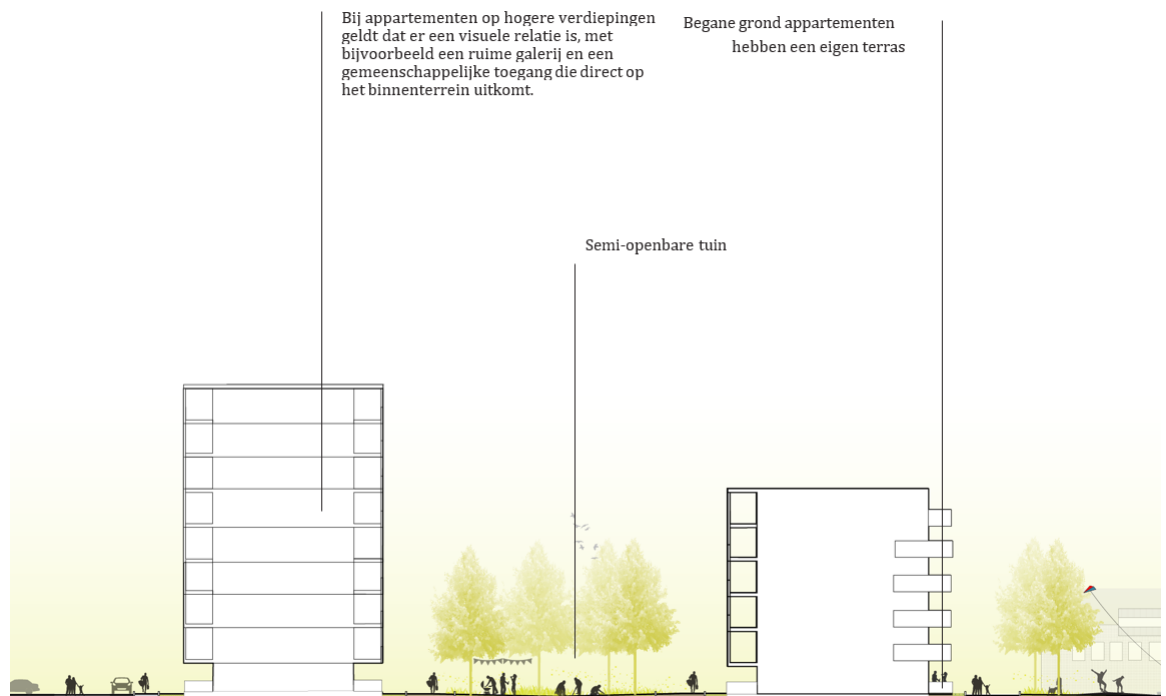 Bij appartementen op hogere verdiepingen
geldt dat er een visuele relatie is, met
bijvoorbeeld een ruime galerij en een
gemeenschappelijke toegang die direct op
het binnenterrein uitkomt.
Begane grond appartementen
hebben een eigen terras
Semi-openbare tuin